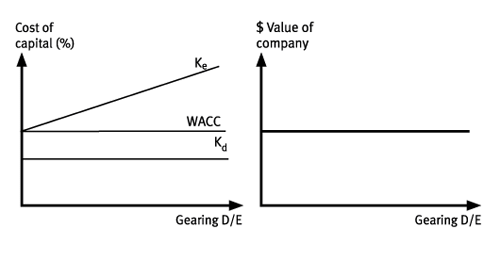 Cost of
capital (%)
Ke
WACC
Kd
Gearing D/E
$ Value of
company
Gearing D/E